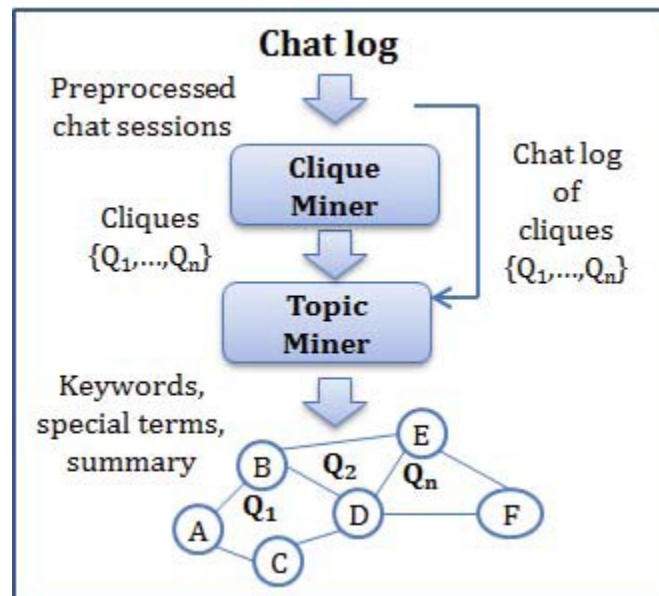 Chat log
Preprocessed
chat sessions
Clique
Miner
Chat log
of
cliques
{Q₁,...,Qₙ}
Cliques
{Q₁,...,Qₙ}
Topic
Miner
Keywords,
special terms,
summary
E
B
Q₂
Qₙ
Q₁
D
F
A
C